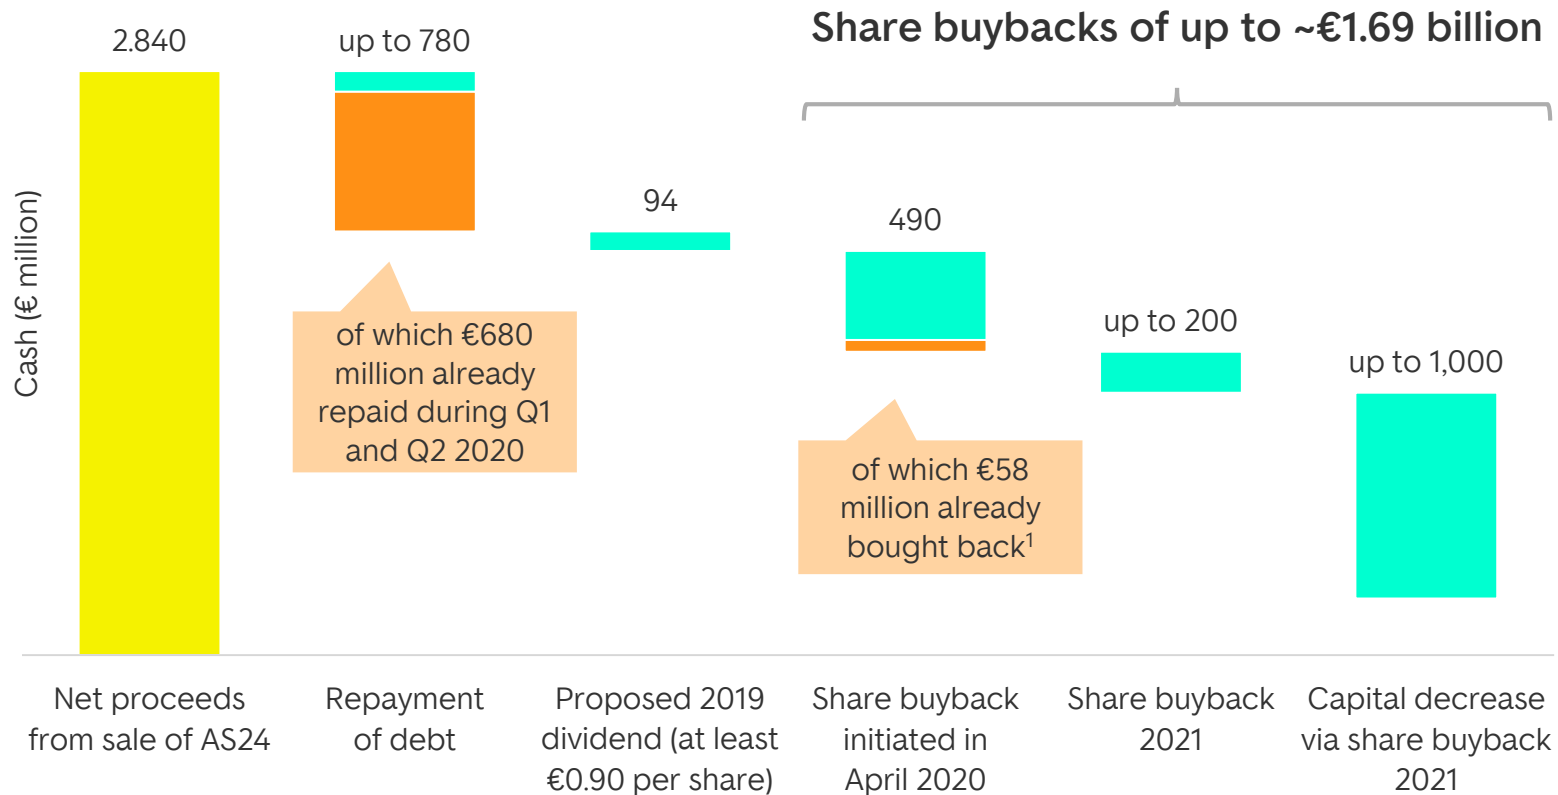 Share buybacks of up to ~€1.69 billion
2.840
up to 780
94
490
up to 200
up to 1,000
Cash (€ million)
of which €680
million already
repaid during Q1
and Q2 2020
of which €58
million already
bought back¹
Net proceeds
from sale of AS24
Repayment
of debt
Proposed 2019
dividend (at least
€0.90 per share)
Share buyback
initiated in
April 2020
Share buyback
2021
Capital decrease
via share buyback
2021